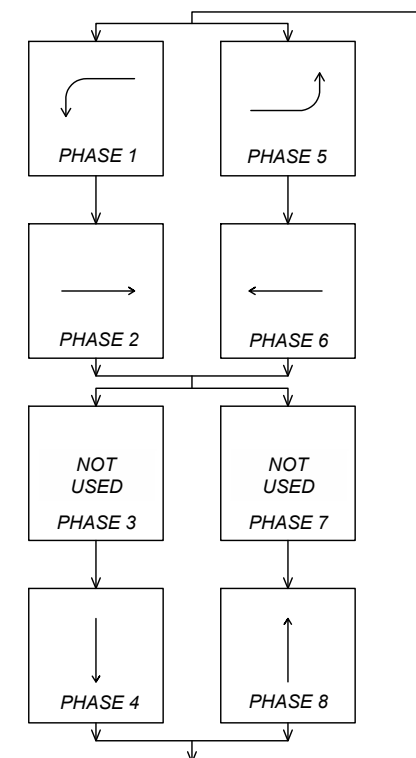 PHASE 1
PHASE 5
PHASE 2
PHASE 6
NOT
USED
PHASE 3
NOT
USED
PHASE 7
PHASE 4
PHASE 8